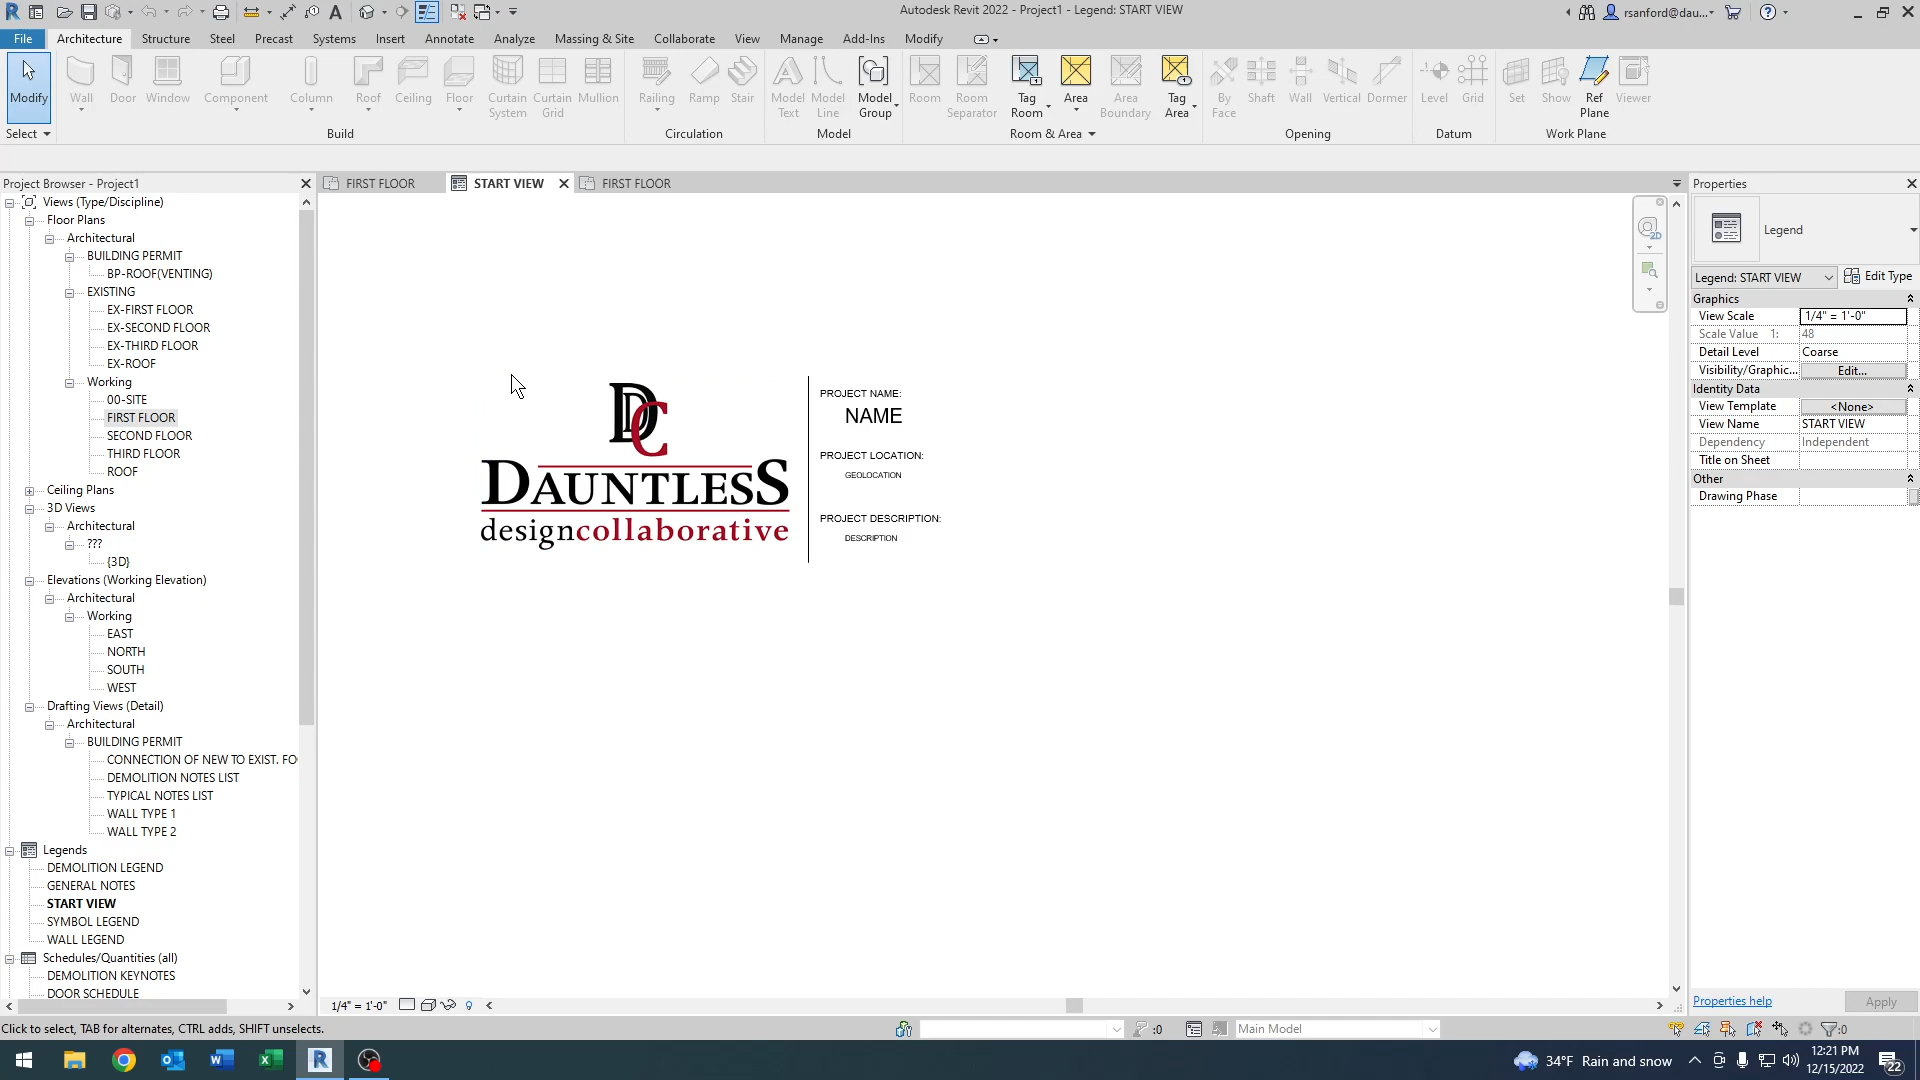 Autodesk Revit 2022 - Project1 - Legend: START VIEW
rsanford@dau...
File Architecture Structure Steel Precast Systems Insert Annotate Analyze Massing & Site Collaborate View Manage Add-Ins Modify
Modify
Wall Door Window Component Column Roof Ceiling Floor Curtain System Curtain Grid Mullion
Railing Ramp Stair
Model Text Model Line Model Group
Room Room Separator Tag Room Area Area Boundary Tag Area
By Face Shaft Wall Vertical Dormer
Level Grid
Set Show Ref Plane Viewer
Select Build Circulation Model Room & Area Opening Datum Work Plane
Project Browser - Project1
Views (Type/Discipline)
Floor Plans
Architectural
BUILDING PERMIT
BP-ROOF(VENTING)
EXISTING
EX-FIRST FLOOR
EX-SECOND FLOOR
EX-THIRD FLOOR
EX-ROOF
Working
00-SITE
FIRST FLOOR
SECOND FLOOR
THIRD FLOOR
ROOF
Ceiling Plans
3D Views
Architectural
???
{3D}
Elevations (Working Elevation)
Architectural
Working
EAST
NORTH
SOUTH
WEST
Drafting Views (Detail)
Architectural
BUILDING PERMIT
CONNECTION OF NEW TO EXIST. FO
DEMOLITION NOTES LIST
TYPICAL NOTES LIST
WALL TYPE 1
WALL TYPE 2
Legends
DEMOLITION LEGEND
GENERAL NOTES
START VIEW
SYMBOL LEGEND
WALL LEGEND
Schedules/Quantities (all)
DEMOLITION KEYNOTES
DOOR SCHEDULE
FIRST FLOOR START VIEW FIRST FLOOR
DC
DAUNTLESS
designcollaborative
PROJECT NAME:
NAME
PROJECT LOCATION:
GEOLOCATION
PROJECT DESCRIPTION:
DESCRIPTION
2D
Properties
Legend
Legend: START VIEW Edit Type
Graphics
View Scale 1/4" = 1'-0"
Scale Value 1: 48
Detail Level Coarse
Visibility/Graphic... Edit...
Identity Data
View Template <None>
View Name START VIEW
Dependency Independent
Title on Sheet
Other
Drawing Phase
Properties help Apply
1/4" = 1'-0"
Click to select, TAB for alternates, CTRL adds, SHIFT unselects.
:0
Main Model
:0
34°F Rain and snow
12:21 PM
12/15/2022
22